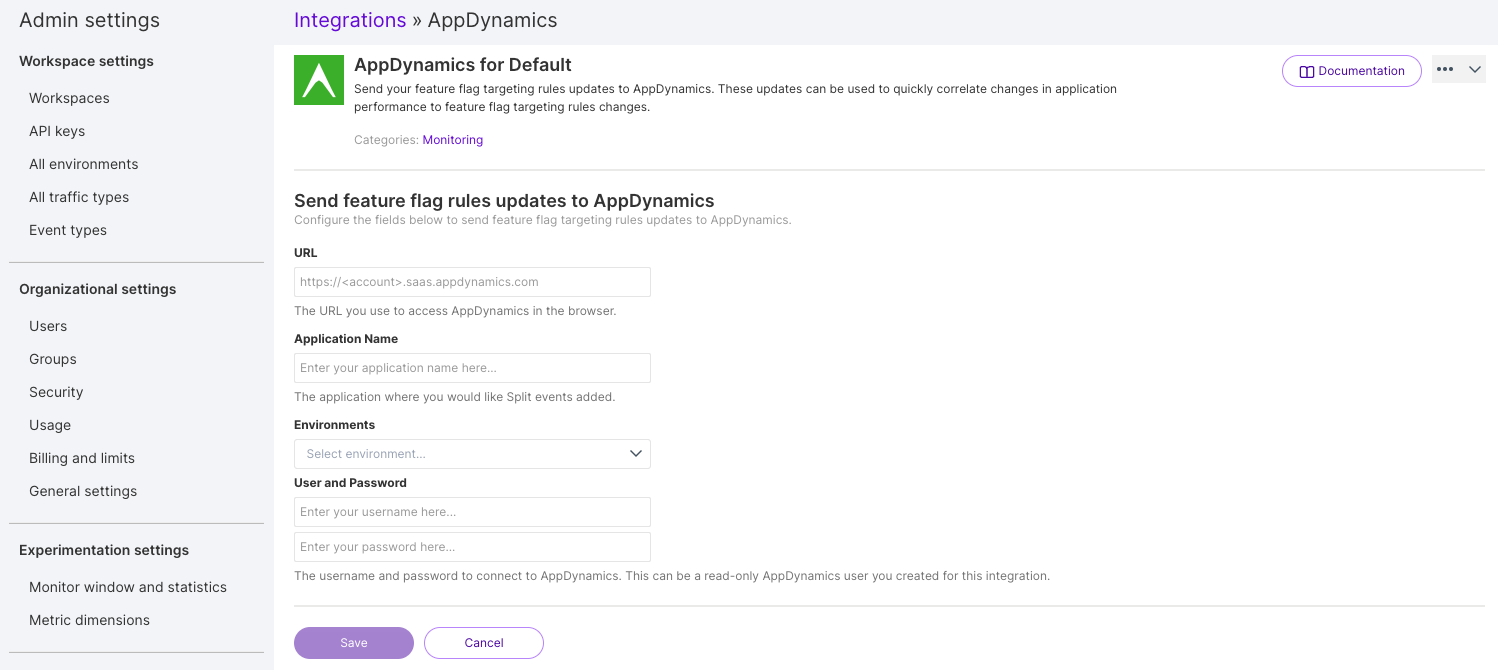 Admin settings
Workspace settings
Workspaces
API keys
All environments
All traffic types
Event types
Organizational settings
Users
Groups
Security
Usage
Billing and limits
General settings
Experimentation settings
Monitor window and statistics
Metric dimensions
Integrations » AppDynamics
AppDynamics for Default
Send your feature flag targeting rules updates to AppDynamics. These updates can be used to quickly correlate changes in application
performance to feature flag targeting rules changes.
Categories: Monitoring
Documentation
Send feature flag rules updates to AppDynamics
Configure the fields below to send feature flag targeting rules updates to AppDynamics.
URL
https://<account>.saas.appdynamics.com
The URL you use to access AppDynamics in the browser.
Application Name
Enter your application name here...
The application where you would like Split events added.
Environments
Select environment...
User and Password
Enter your username here...
Enter your password here...
The username and password to connect to AppDynamics. This can be a read-only AppDynamics user you created for this integration.
Save
Cancel